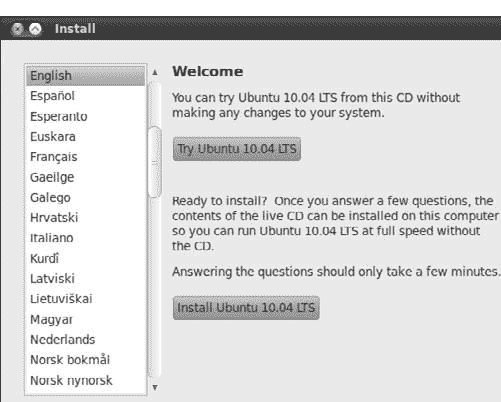 Install
English
Español
Esperanto
Euskara
Français
Gaeilge
Galego
Hrvatski
Italiano
Kurdî
Latviski
Lietuviškai
Magyar
Nederlands
Norsk bokmål
Norsk nynorsk
Welcome
You can try Ubuntu 10.04 LTS from this CD without
making any changes to your system.
Try Ubuntu 10.04 LTS
Ready to install? Once you answer a few questions, the
contents of the live CD can be installed on this computer
so you can run Ubuntu 10.04 LTS at full speed without
the CD.
Answering the questions should only take a few minutes.
Install Ubuntu 10.04 LTS